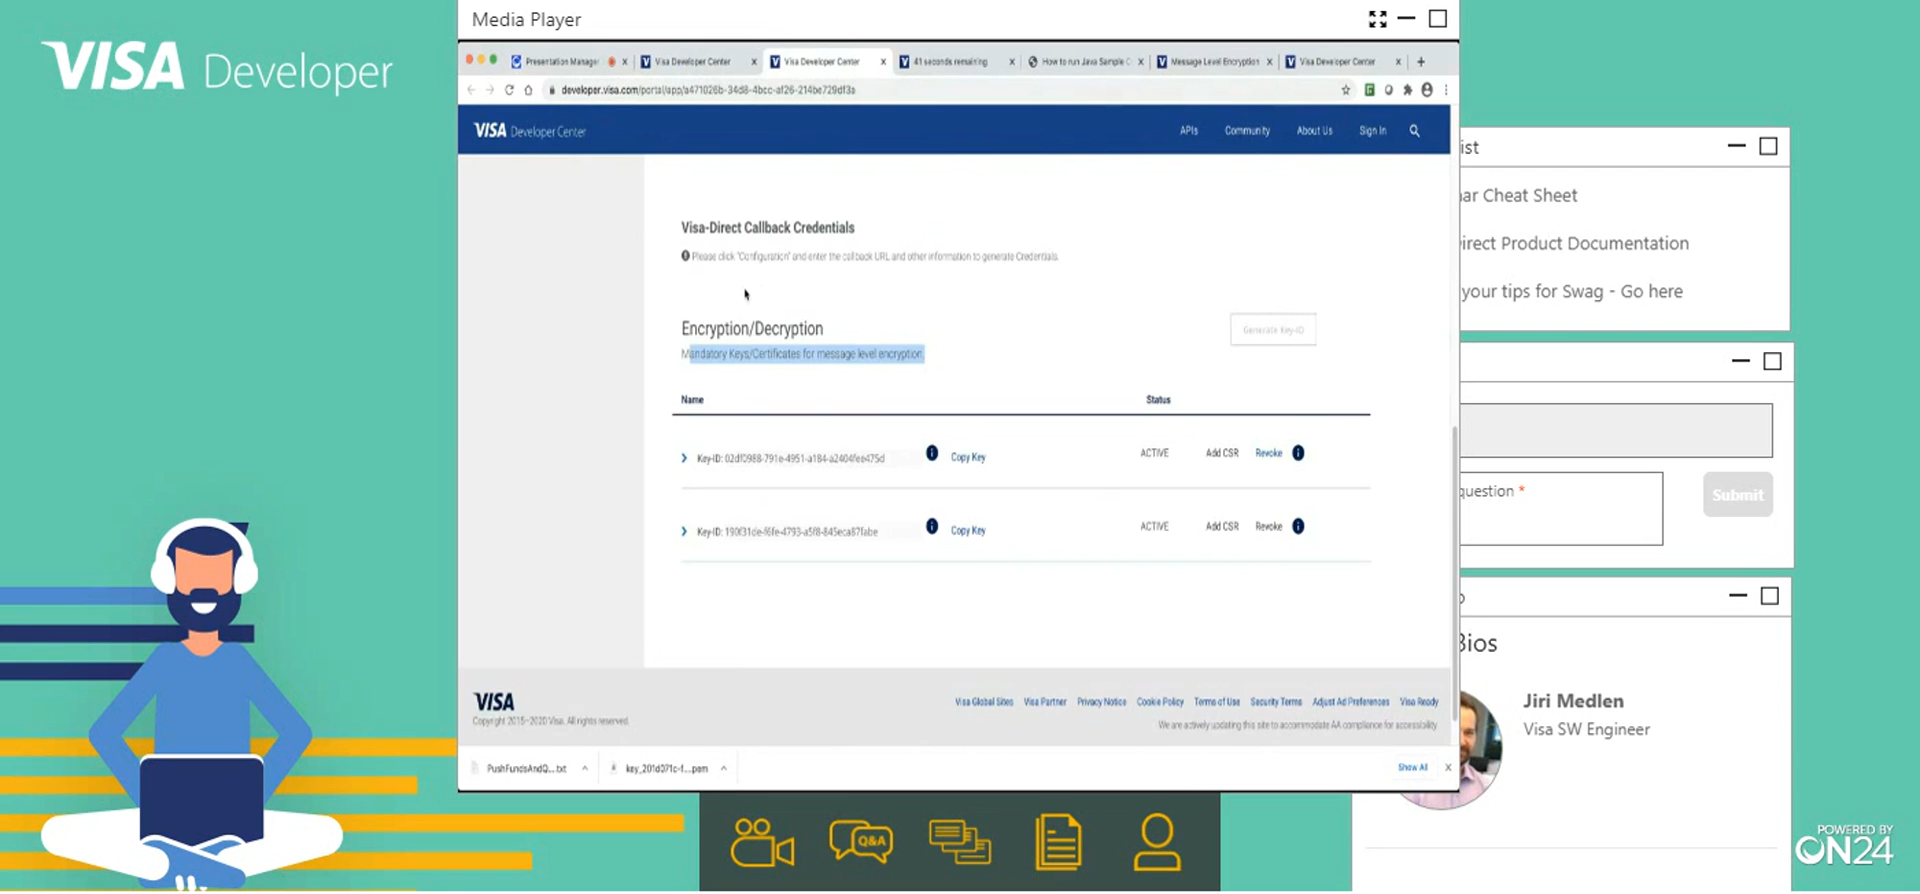 VISA Developer
Media Player
Presentation Manager
Visa Developer Center
Visa Developer Center
41 seconds remaining
How to run Java Sample C
Message Level Encryption
Visa Developer Center
developer.visa.com/portal/app/a471026b-34d8-4bcc-af26-214be729df3a
VISA Developer Center
APIs
Community
About Us
Sign In
Visa-Direct Callback Credentials
Please click 'Configuration' and enter the callback URL and other information to generate Credentials.
Encryption/Decryption
Generate Key-ID
Mandatory Keys/Certificates for message level encryption.
Name
Status
Key-ID: 02df0988-791e-4951-a184-a2404fee475d
Copy Key
ACTIVE
Add CSR
Revoke
Key-ID: 190f31de-f6fe-4793-a5f8-845eca87fabe
Copy Key
ACTIVE
Add CSR
Revoke
VISA
Copyright 2015–2020 Visa. All rights reserved.
Visa Global Sites
Visa Partner
Privacy Notice
Cookie Policy
Terms of Use
Security Terms
Adjust Ad Preferences
Visa Ready
We are actively updating this site to accommodate AA compliance for accessibility
PushFundsAndQ....txt
key_201d071c-f....pem
Show All
ist
ar Cheat Sheet
irect Product Documentation
your tips for Swag - Go here
question *
Submit
Bios
Jiri Medlen
Visa SW Engineer
Q&A
POWERED BY
ON24